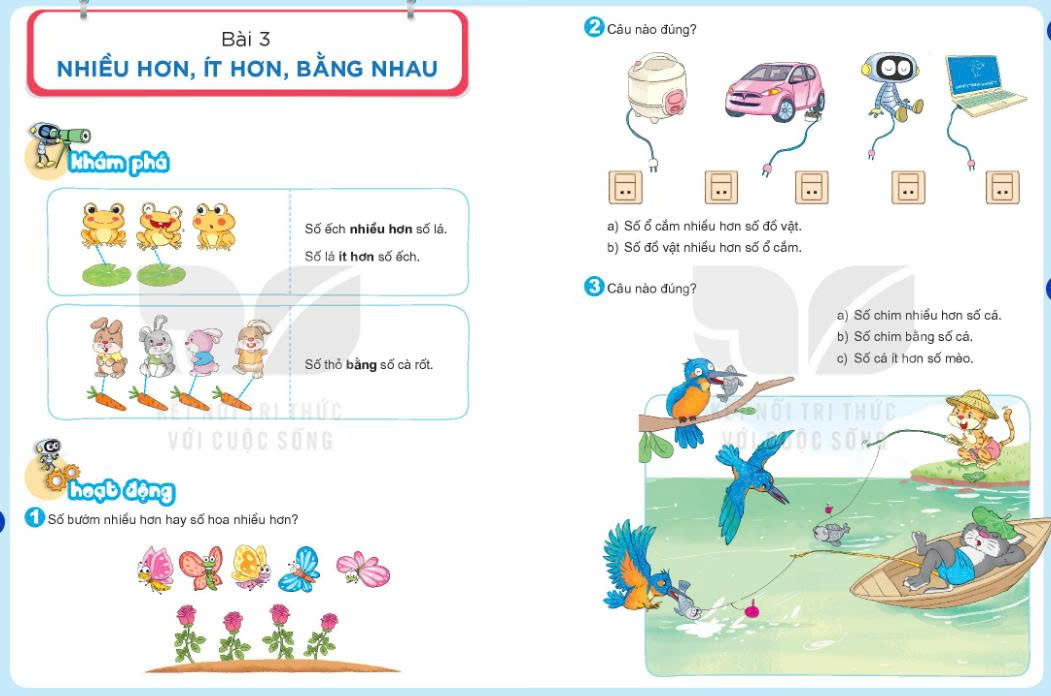 Bài 3
NHIỀU HƠN, ÍT HƠN, BẰNG NHAU
khám phá
Số ếch nhiều hơn số lá.
Số lá ít hơn số ếch.
Số thỏ bằng số cà rốt.
KẾT NỐI TRI THỨC
VỚI CUỘC SỐNG
hoạt động
1 Số bướm nhiều hơn hay số hoa nhiều hơn?
2 Câu nào đúng?
a) Số ổ cắm nhiều hơn số đồ vật.
b) Số đồ vật nhiều hơn số ổ cắm.
3 Câu nào đúng?
a) Số chim nhiều hơn số cá.
b) Số chim bằng số cá.
c) Số cá ít hơn số mèo.
KẾT NỐI TRI THỨC
VỚI CUỘC SỐNG